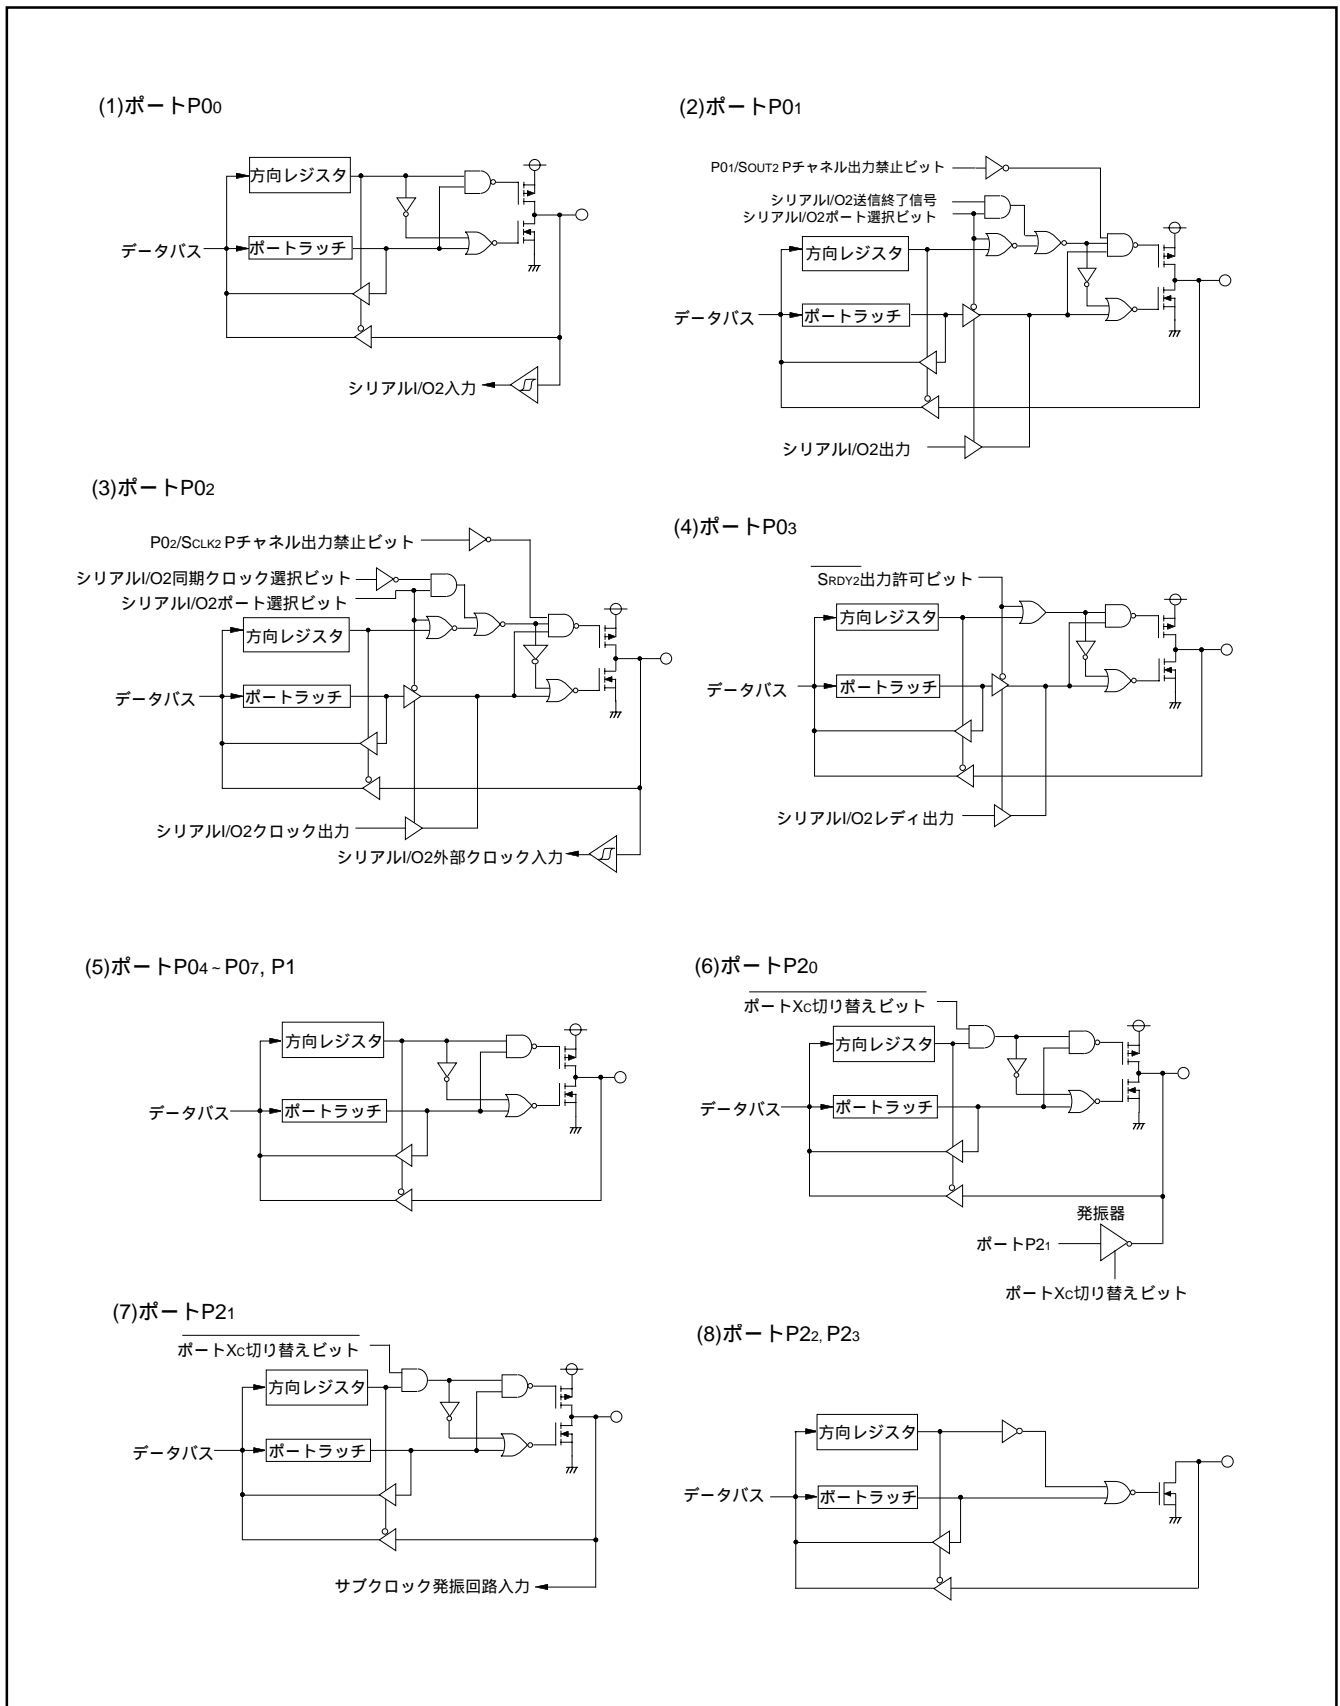 (1)ポートP00
方向レジスタ
データバス
ポートラッチ
シリアルI/O2入力
(2)ポートP01
P01/SOUT2 Pチャネル出力禁止ビット
シリアルI/O2送信終了信号
シリアルI/O2ポート選択ビット
方向レジスタ
データバス
ポートラッチ
シリアルI/O2出力
(3)ポートP02
P02/SCLK2 Pチャネル出力禁止ビット
シリアルI/O2同期クロック選択ビット
シリアルI/O2ポート選択ビット
方向レジスタ
データバス
ポートラッチ
シリアルI/O2クロック出力
シリアルI/O2外部クロック入力
(4)ポートP03
SRDY2出力許可ビット
方向レジスタ
データバス
ポートラッチ
シリアルI/O2レディ出力
(5)ポートP04~P07, P1
方向レジスタ
データバス
ポートラッチ
(6)ポートP20
ポートXC切り替えビット
方向レジスタ
データバス
ポートラッチ
発振器
ポートP21
ポートXC切り替えビット
(7)ポートP21
ポートXC切り替えビット
方向レジスタ
データバス
ポートラッチ
サブクロック発振回路入力
(8)ポートP22, P23
方向レジスタ
データバス
ポートラッチ